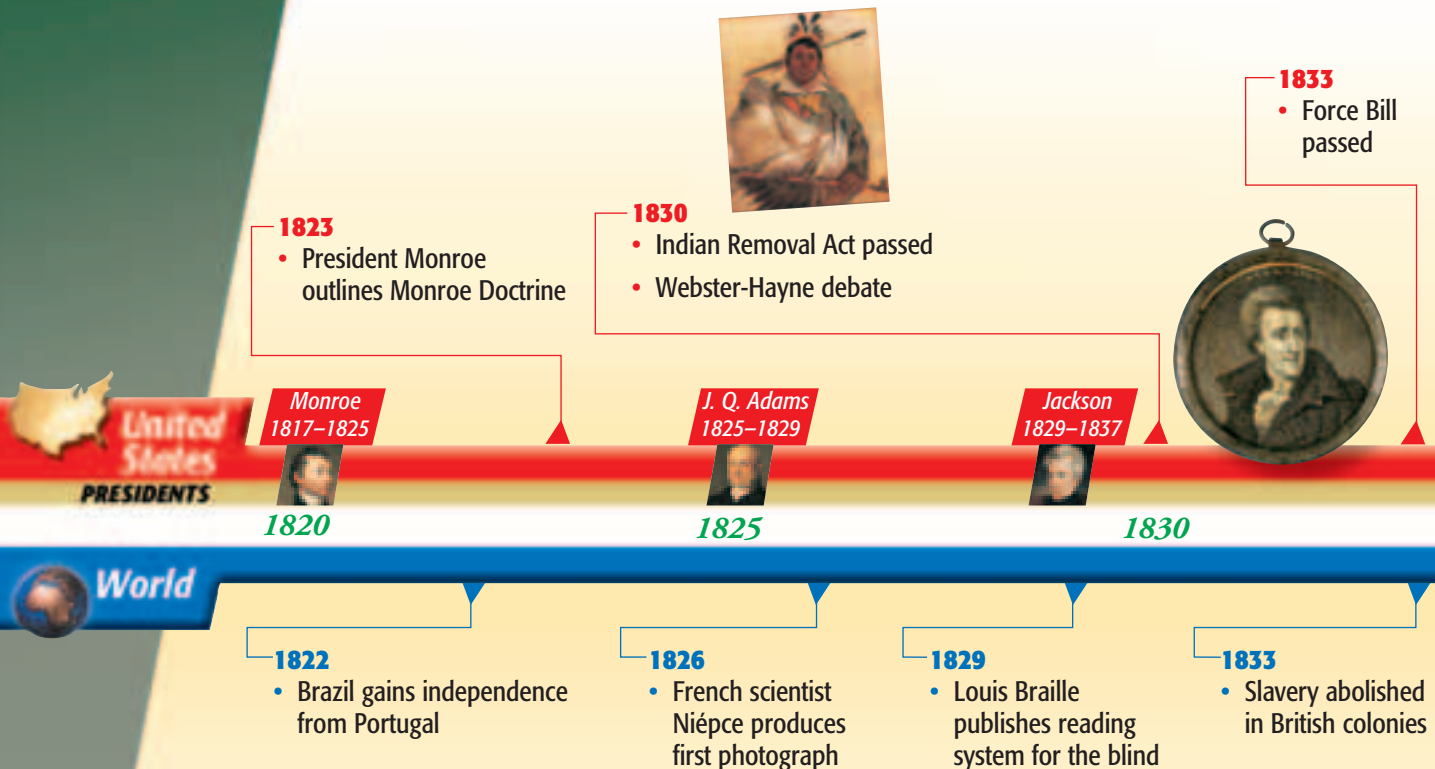 1833
• Force Bill
passed
1830
• Indian Removal Act passed
• Webster-Hayne debate
1823
• President Monroe
outlines Monroe Doctrine
United
States
PRESIDENTS
Monroe
1817–1825
J. Q. Adams
1825–1829
Jackson
1829–1837
1820
1825
1830
World
1822
• Brazil gains independence
from Portugal
1826
• French scientist
Niépce produces
first photograph
1829
• Louis Braille
publishes reading
system for the blind
1833
• Slavery abolished
in British colonies